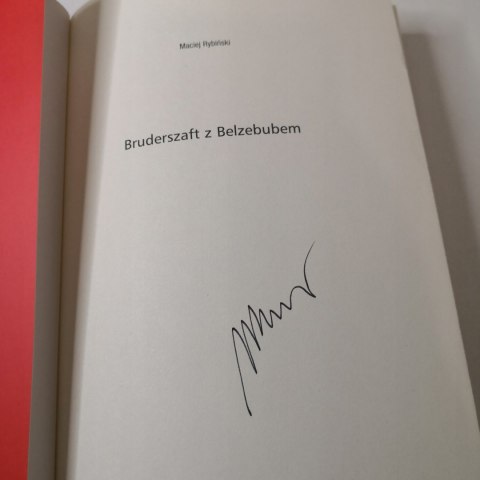 Maciej Rybiński
Bruderszaft z Belzebubem